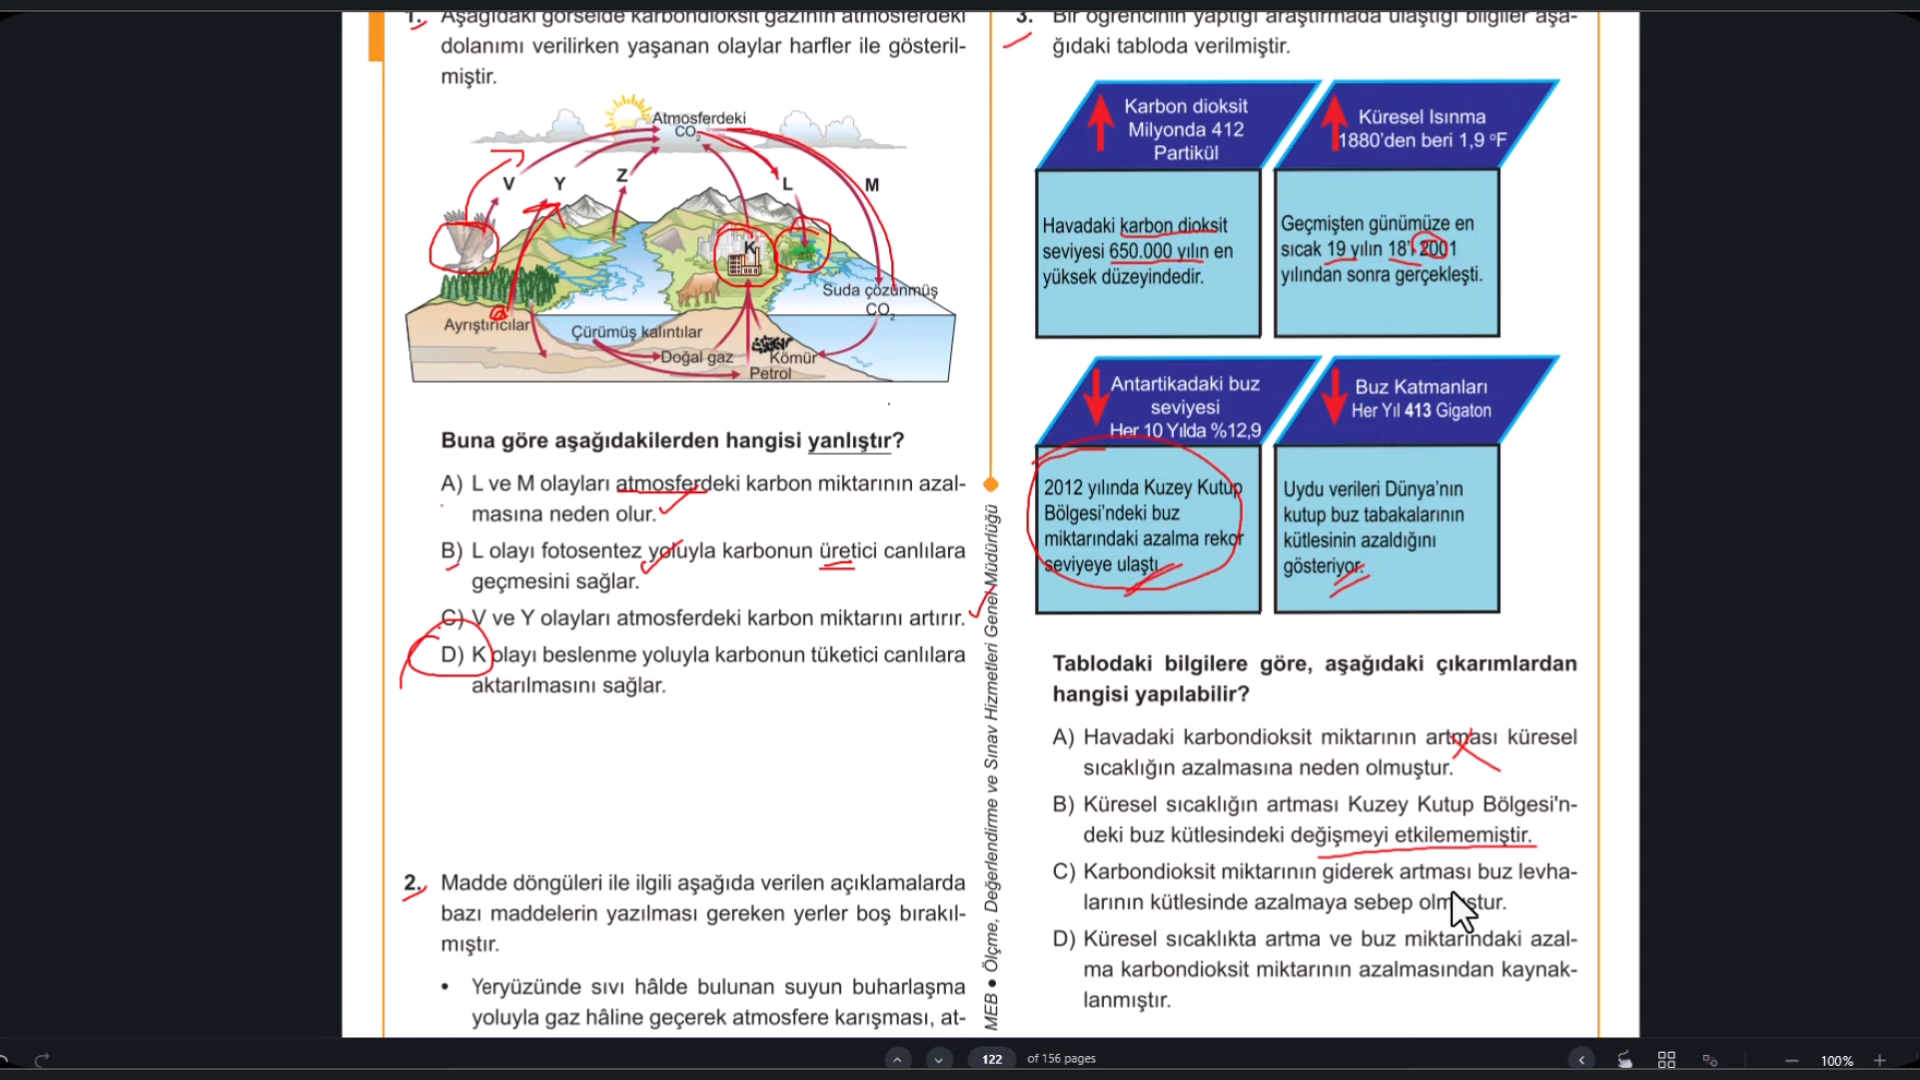 1. Aşağıdaki görselde karbondioksit gazının atmosferdeki
dolanımı verilirken yaşanan olaylar harfler ile gösteril-
miştir.
Atmosferdeki
CO2
V
Y
Z
L
M
K
Suda çözünmüş
CO2
Ayrıştırıcılar
Çürümüş kalıntılar
Doğal gaz
Kömür
Petrol
Buna göre aşağıdakilerden hangisi yanlıştır?
A) L ve M olayları atmosferdeki karbon miktarının azal-
masına neden olur.
B) L olayı fotosentez yoluyla karbonun üretici canlılara
geçmesini sağlar.
C) V ve Y olayları atmosferdeki karbon miktarını artırır.
D) K olayı beslenme yoluyla karbonun tüketici canlılara
aktarılmasını sağlar.
2. Madde döngüleri ile ilgili aşağıda verilen açıklamalarda
bazı maddelerin yazılması gereken yerler boş bırakıl-
mıştır.
• Yeryüzünde sıvı hâlde bulunan suyun buharlaşma
yoluyla gaz hâline geçerek atmosfere karışması, at-
MEB ● Ölçme, Değerlendirme ve Sınav Hizmetleri Genel Müdürlüğü
3. Bir öğrencinin yaptığı araştırmada ulaştığı bilgiler aşa-
ğıdaki tabloda verilmiştir.
Karbon dioksit
Milyonda 412
Partikül
Havadaki karbon dioksit
seviyesi 650.000 yılın en
yüksek düzeyindedir.
Küresel Isınma
1880'den beri 1,9 °F
Geçmişten günümüze en
sıcak 19 yılın 18'i 2001
yılından sonra gerçekleşti.
Antartikadaki buz
seviyesi
Her 10 Yılda %12,9
2012 yılında Kuzey Kutup
Bölgesi'ndeki buz
miktarındaki azalma rekor
seviyeye ulaştı.
Buz Katmanları
Her Yıl 413 Gigaton
Uydu verileri Dünya'nın
kutup buz tabakalarının
kütlesinin azaldığını
gösteriyor.
Tablodaki bilgilere göre, aşağıdaki çıkarımlardan
hangisi yapılabilir?
A) Havadaki karbondioksit miktarının artması küresel
sıcaklığın azalmasına neden olmuştur.
B) Küresel sıcaklığın artması Kuzey Kutup Bölgesi'n-
deki buz kütlesindeki değişmeyi etkilememiştir.
C) Karbondioksit miktarının giderek artması buz levha-
larının kütlesinde azalmaya sebep olmuştur.
D) Küresel sıcaklıkta artma ve buz miktarındaki azal-
ma karbondioksit miktarının azalmasından kaynak-
lanmıştır.
122 of 156 pages
100%